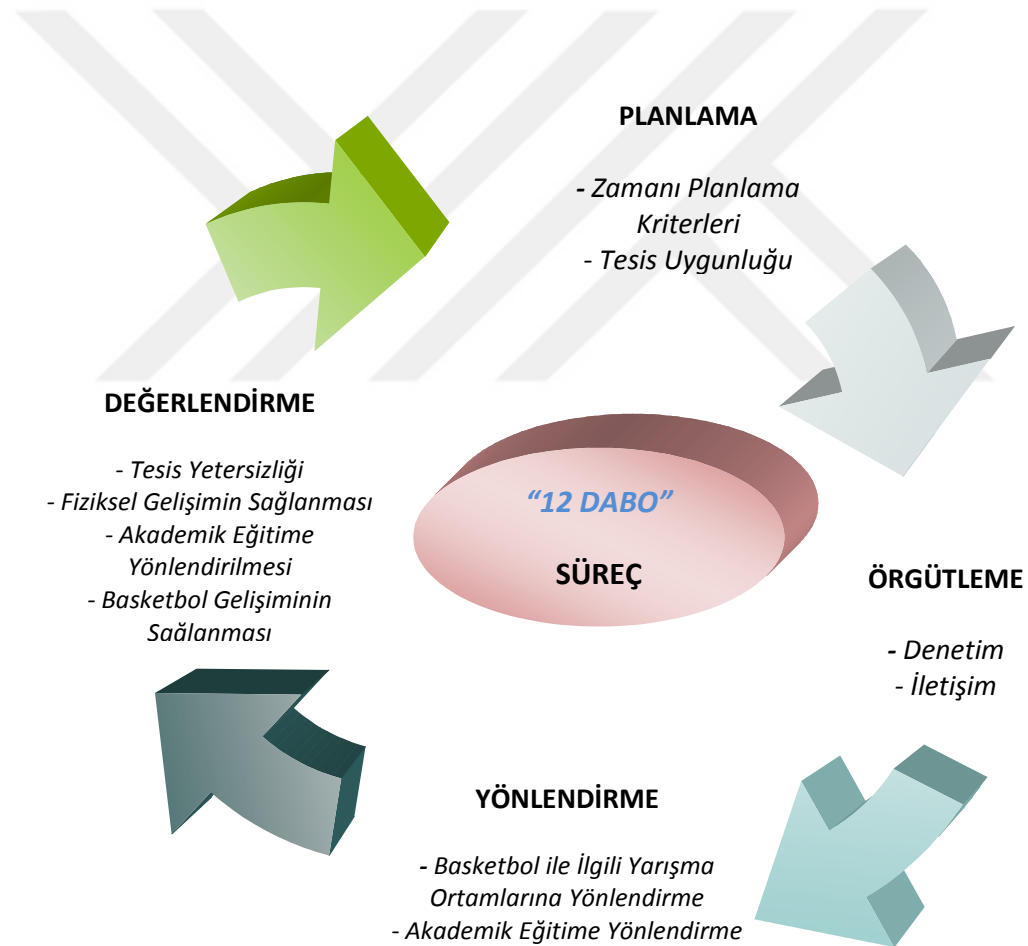 PLANLAMA
- Zamanı Planlama
Kriterleri
- Tesis Uygunluğu
DEĞERLENDİRME
- Tesis Yetersizliği
- Fiziksel Gelişimin Sağlanması
- Akademik Eğitime
Yönlendirilmesi
- Basketbol Gelişiminin
Sağlanması
“12 DABO”
SÜREÇ
ÖRGÜTLEME
- Denetim
- İletişim
YÖNLENDİRME
- Basketbol ile İlgili Yarışma
Ortamlarına Yönlendirme
- Akademik Eğitime Yönlendirme